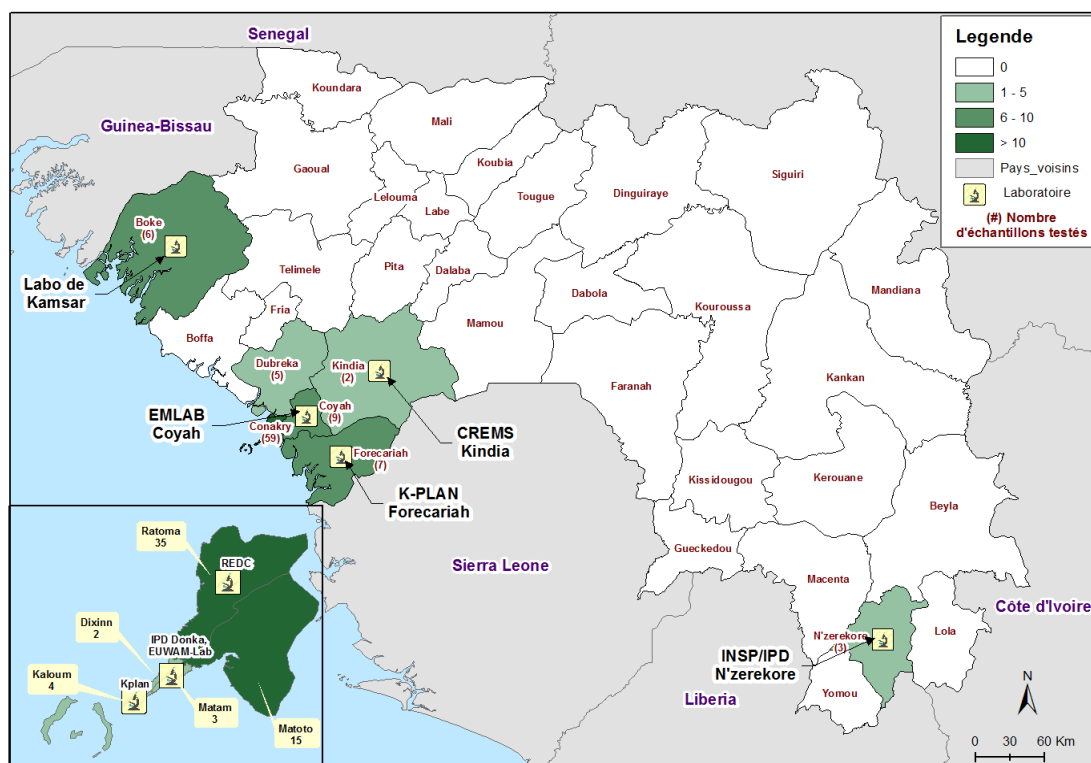 Senegal
Guinea-Bissau
Koundara
Mali
Gaoual
Koubia
Lelouma
Labe
Tougue
Dinguiraye
Siguiri
Boke
(6)
Labo de
Kamsar
Telimele
Pita
Dalaba
Dabola
Kouroussa
Mandiana
Fria
Boffa
Mamou
Dubreka
(5)
Kindia
(2)
Faranah
Kankan
EMLAB
Coyah
Coyah
(9)
Conakry
(59)
CREMS
Kindia
Forecariah
(7)
K-PLAN
Forecariah
Kissidougou
Kerouane
Beyla
Gueckedou
Macenta
Sierra Leone
Côte d'Ivoire
N'zerekore
(3)
Lola
INSP/IPD
N'zerekore
Yomou
Liberia
Legende
0
1 - 5
6 - 10
> 10
Pays_voisins
Laboratoire
(#) Nombre
d'échantillons testés
Ratoma
35
REDC
Dixinn
2
IPD Donka,
EUWAM-Lab
Kaloum
4
Kplan
Matam
3
Matoto
15
N
0 30 60 Km